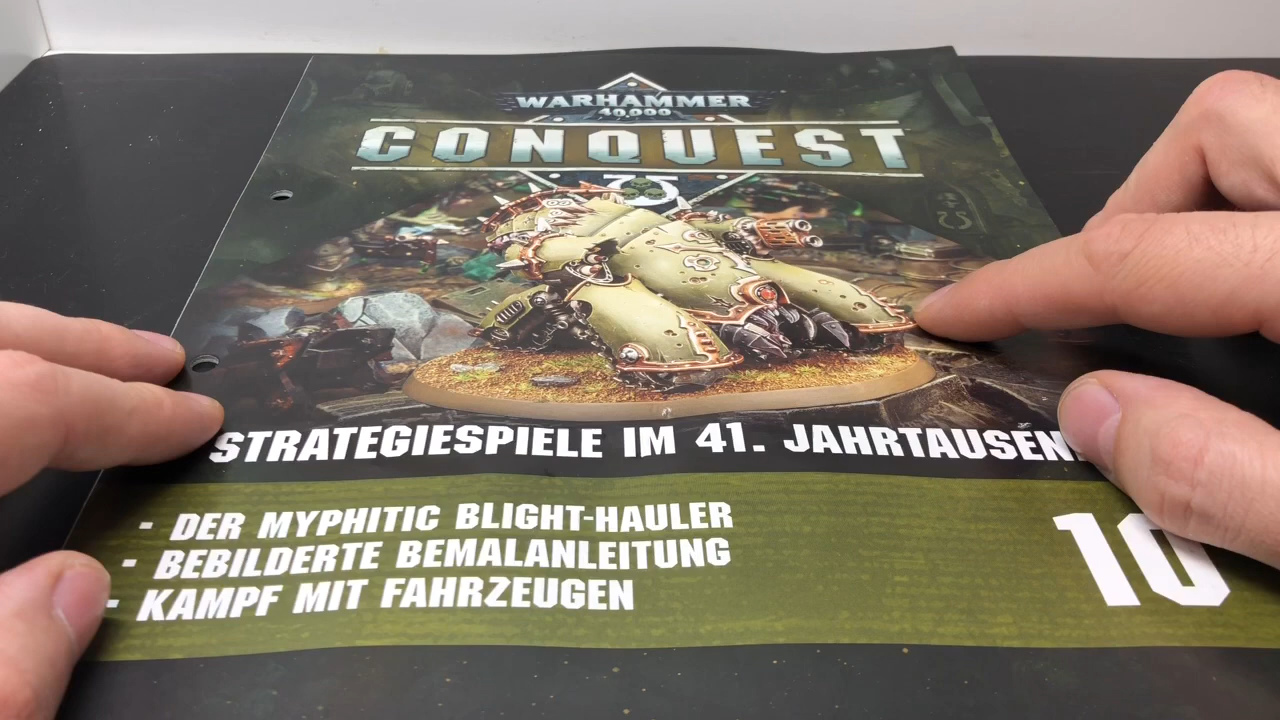 WARHAMMER
40,000
CONQUEST
STRATEGIESPIELE IM 41. JAHRTAUSEN
- DER MYPHITIC BLIGHT-HAULER
- BEBILDERTE BEMALANLEITUNG
- KAMPF MIT FAHRZEUGEN
10